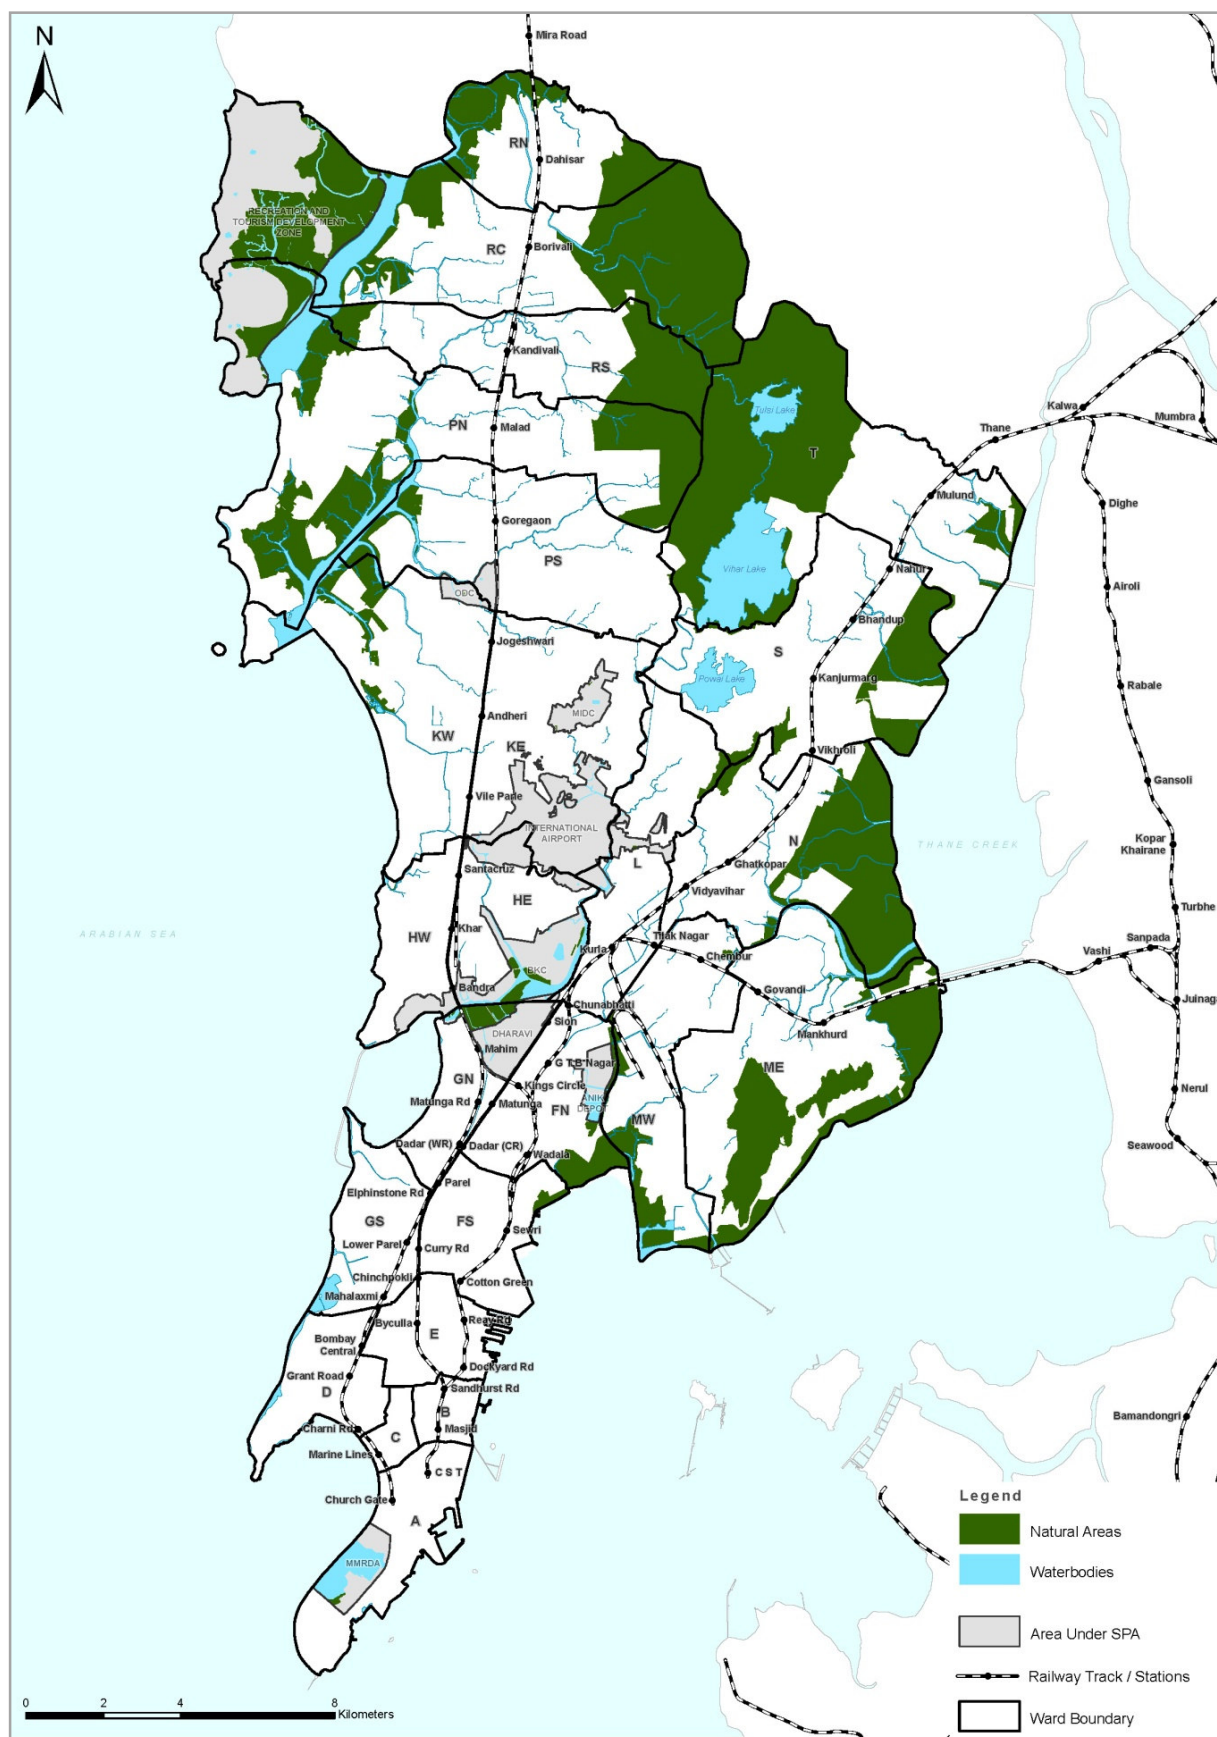 N
Mira Road
RN
Dahisar
RECREATION AND
TOURISM DEVELOPMENT
ZONE
RC
Borivali
Kandivali
RS
Tulsi Lake
Kalwa
Mumbra
PN
Malad
Thane
T
Mulund
Dighe
Goregaon
PS
Vihar Lake
Nahur
Airoli
ODC
Bhandup
Jogeshwari
S
Powai Lake
Kanjurmarg
Rabale
MIDC
Andheri
KW
KE
Vikhroli
Gansoli
Vile Parle
INTERNATIONAL
AIRPORT
N
THANE CREEK
Kopar
Khairane
L
Ghatkopar
Santacruz
Vidyavihar
HE
Turbhe
ARABIAN SEA
HW
Khar
Kurla
Tilak Nagar
Sanpada
Vashi
Chembur
BKC
Bandra
Govandi
Juinagar
Chunabhatti
Sion
DHARAVI
Mankhurd
Mahim
G T B Nagar
ME
GN
Kings Circle
Nerul
Matunga Rd
Matunga
FN
ANIK
DEPOT
MW
Dadar (WR)
Dadar (CR)
Seawood
Wadala
Elphinstone Rd
Parel
GS
FS
Sewri
Lower Parel
Curry Rd
Chinchpokli
Cotton Green
Mahalaxmi
Byculla
Reay Rd
Bombay
Central
E
Grant Road
Dockyard Rd
D
Sandhurst Rd
B
Charni Rd
C
Masjid
Bamandongri
Marine Lines
C S T
Church Gate
A
MMRDA
Legend
Natural Areas
Waterbodies
Area Under SPA
Railway Track / Stations
Ward Boundary
0 2 4 8
Kilometers